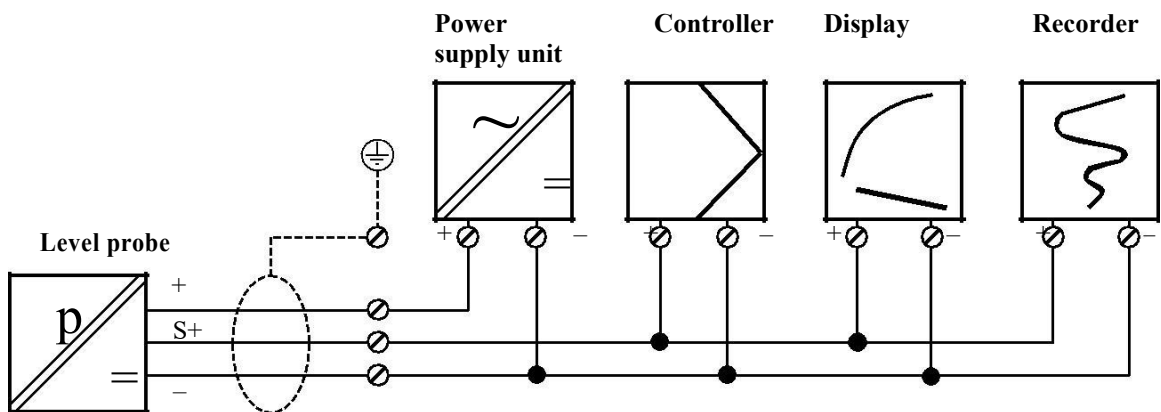 Power
supply unit
Controller
Display
Recorder
~
=
+ − + − + − + −
Level probe
p
=
+
S+
−